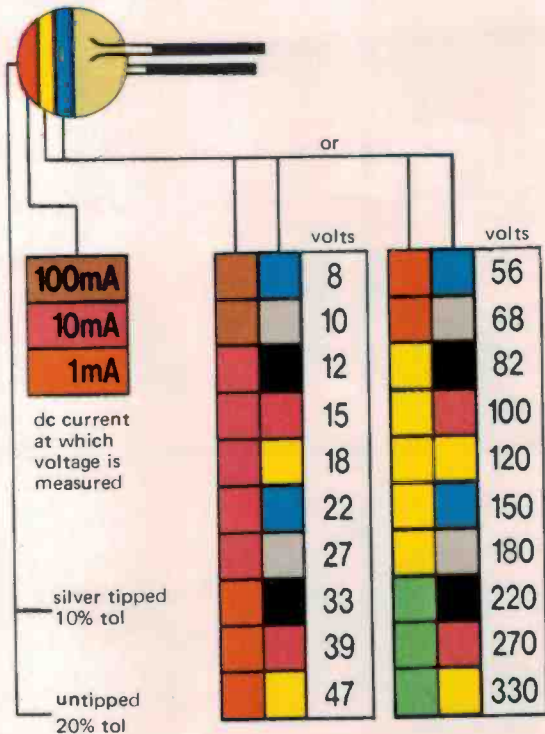 or
volts
volts
100mA
10mA
1mA
dc current
at which
voltage is
measured
silver tipped
10% tol
untipped
20% tol
8
10
12
15
18
22
27
33
39
47
56
68
82
100
120
150
180
220
270
330